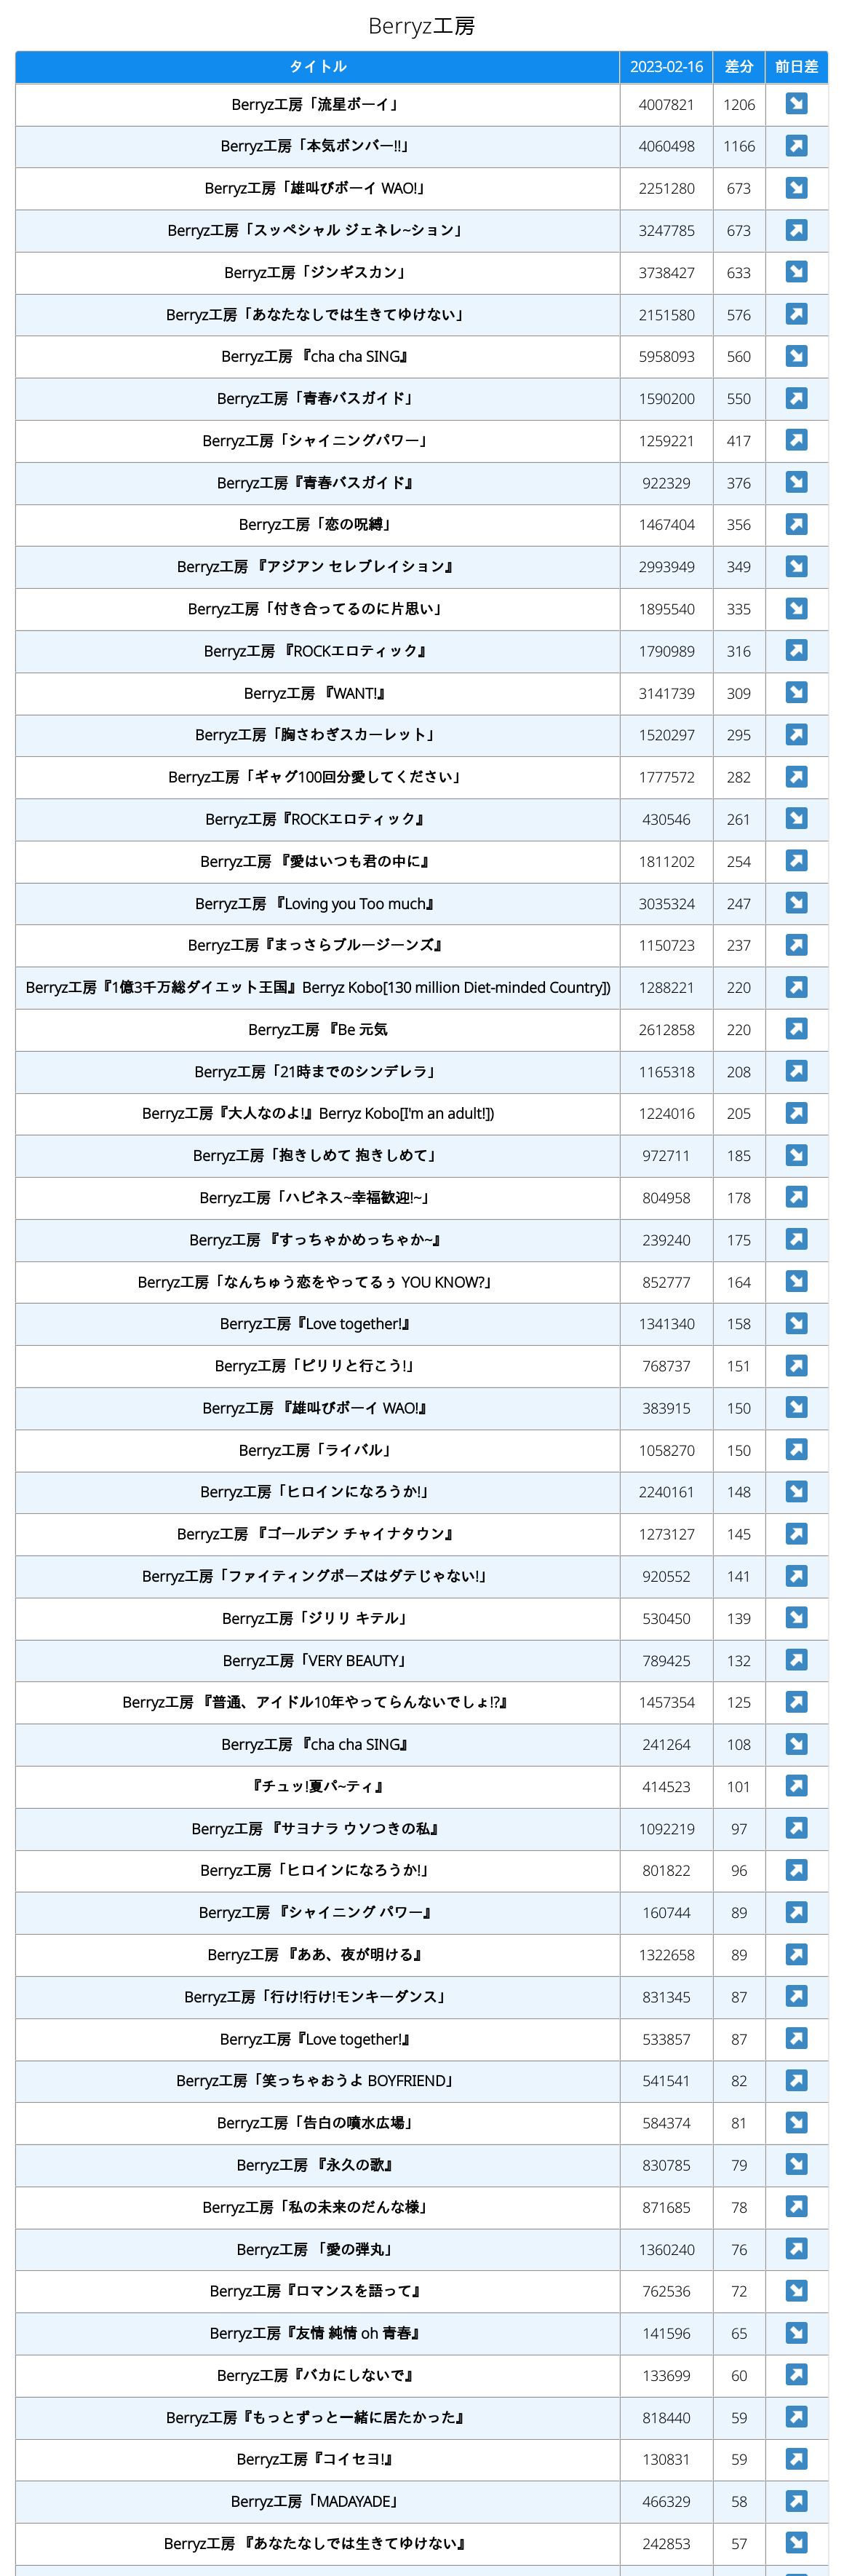 Berryz工房
タイトル 2023-02-16 差分 前日差
Berryz工房「流星ボーイ」 4007821 1206 ↘
Berryz工房「本気ボンバー!!」 4060498 1166 ↗
Berryz工房「雄叫びボーイ WAO!」 2251280 673 ↘
Berryz工房「スッペシャル ジェネレ~ション」 3247785 673 ↗
Berryz工房「ジンギスカン」 3738427 633 ↘
Berryz工房「あなたなしでは生きてゆけない」 2151580 576 ↗
Berryz工房 『cha cha SING』 5958093 560 ↘
Berryz工房「青春バスガイド」 1590200 550 ↗
Berryz工房「シャイニングパワー」 1259221 417 ↗
Berryz工房『青春バスガイド』 922329 376 ↘
Berryz工房「恋の呪縛」 1467404 356 ↗
Berryz工房 『アジアン セレブレイション』 2993949 349 ↘
Berryz工房「付き合ってるのに片思い」 1895540 335 ↘
Berryz工房 『ROCKエロティック』 1790989 316 ↗
Berryz工房 『WANT!』 3141739 309 ↘
Berryz工房「胸さわぎスカーレット」 1520297 295 ↗
Berryz工房「ギャグ100回分愛してください」 1777572 282 ↗
Berryz工房『ROCKエロティック』 430546 261 ↘
Berryz工房 『愛はいつも君の中に』 1811202 254 ↗
Berryz工房 『Loving you Too much』 3035324 247 ↘
Berryz工房『まっさらブルージーンズ』 1150723 237 ↗
Berryz工房『1億3千万総ダイエット王国』Berryz Kobo[130 million Diet-minded Country]) 1288221 220 ↗
Berryz工房 『Be 元気 2612858 220 ↗
Berryz工房「21時までのシンデレラ」 1165318 208 ↗
Berryz工房『大人なのよ!』Berryz Kobo[I'm an adult!]) 1224016 205 ↗
Berryz工房「抱きしめて 抱きしめて」 972711 185 ↘
Berryz工房「ハピネス~幸福歓迎!~」 804958 178 ↗
Berryz工房 『すっちゃかめっちゃか~』 239240 175 ↗
Berryz工房「なんちゅう恋をやってるぅ YOU KNOW?」 852777 164 ↘
Berryz工房『Love together!』 1341340 158 ↘
Berryz工房「ピリリと行こう!」 768737 151 ↗
Berryz工房 『雄叫びボーイ WAO!』 383915 150 ↘
Berryz工房「ライバル」 1058270 150 ↗
Berryz工房「ヒロインになろうか!」 2240161 148 ↘
Berryz工房 『ゴールデン チャイナタウン』 1273127 145 ↗
Berryz工房「ファイティングポーズはダテじゃない!」 920552 141 ↗
Berryz工房「ジリリ キテル」 530450 139 ↘
Berryz工房「VERY BEAUTY」 789425 132 ↗
Berryz工房 『普通、アイドル10年やってらんないでしょ!?』 1457354 125 ↗
Berryz工房 『cha cha SING』 241264 108 ↘
『チュッ!夏パ~ティ』 414523 101 ↗
Berryz工房 『サヨナラ ウソつきの私』 1092219 97 ↗
Berryz工房「ヒロインになろうか!」 801822 96 ↗
Berryz工房 『シャイニング パワー』 160744 89 ↗
Berryz工房 『ああ、夜が明ける』 1322658 89 ↗
Berryz工房「行け!行け!モンキーダンス」 831345 87 ↗
Berryz工房『Love together!』 533857 87 ↗
Berryz工房「笑っちゃおうよ BOYFRIEND」 541541 82 ↗
Berryz工房「告白の噴水広場」 584374 81 ↘
Berryz工房 『永久の歌』 830785 79 ↘
Berryz工房「私の未来のだんな様」 871685 78 ↗
Berryz工房 「愛の弾丸」 1360240 76 ↗
Berryz工房『ロマンスを語って』 762536 72 ↘
Berryz工房『友情 純情 oh 青春』 141596 65 ↘
Berryz工房『バカにしないで』 133699 60 ↗
Berryz工房『もっとずっと一緒に居たかった』 818440 59 ↗
Berryz工房『コイセヨ!』 130831 59 ↗
Berryz工房「MADAYADE」 466329 58 ↗
Berryz工房 『あなたなしでは生きてゆけない』 242853 57 ↘